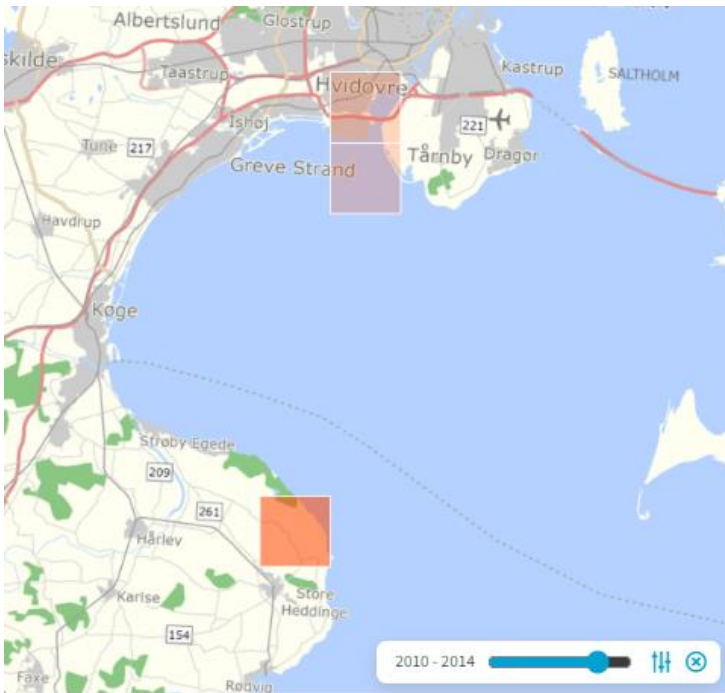 Albertslund
Glostrup
skilde
Taastrup
Kastrup
SALTHOLM
Hvidovre
Ishøj
221
Tune
217
Tårnby
Dragør
Greve Strand
Havdrup
Køge
Strøby Egede
209
261
Hårlev
Karise
Store
Heddinge
154
Faxe
Rødvig
2010 - 2014